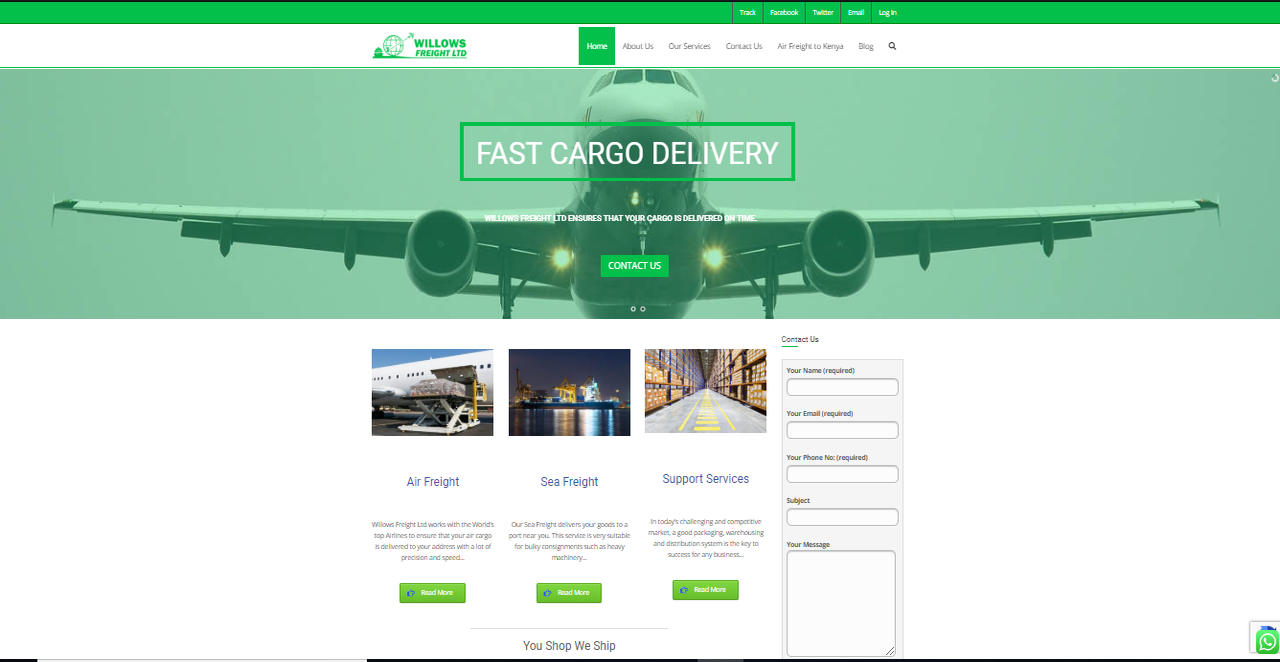 Track
Facebook
Twitter
Email
Log In
WILLOWS
FREIGHT LTD
Home
About Us
Our Services
Contact Us
Air Freight to Kenya
Blog
FAST CARGO DELIVERY
WILLOWS FREIGHT LTD ENSURES THAT YOUR CARGO IS DELIVERED ON TIME.
CONTACT US
Air Freight
Willows Freight Ltd works with the World's
top Airlines to ensure that your air cargo
is delivered to your address with a lot of
precision and speed...
Read More
Sea Freight
Our Sea Freight delivers your goods to a
port near you. This service is very suitable
for bulky consignments such as heavy
machinery...
Read More
Support Services
In today's challenging and competitive
market, a good packaging, warehousing
and distribution system is the key to
success for any business...
Read More
You Shop We Ship
Contact Us
Your Name (required)
Your Email (required)
Your Phone No: (required)
Subject
Your Message